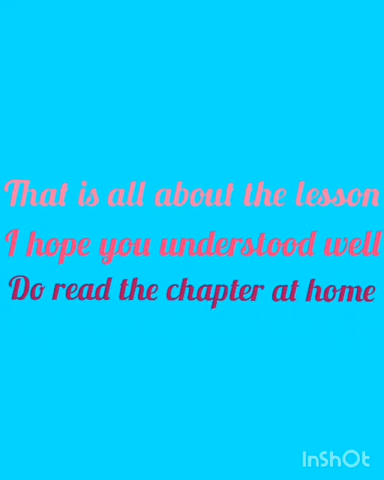 That is all about the lesson
I hope you understood well
Do read the chapter at home
InShOt